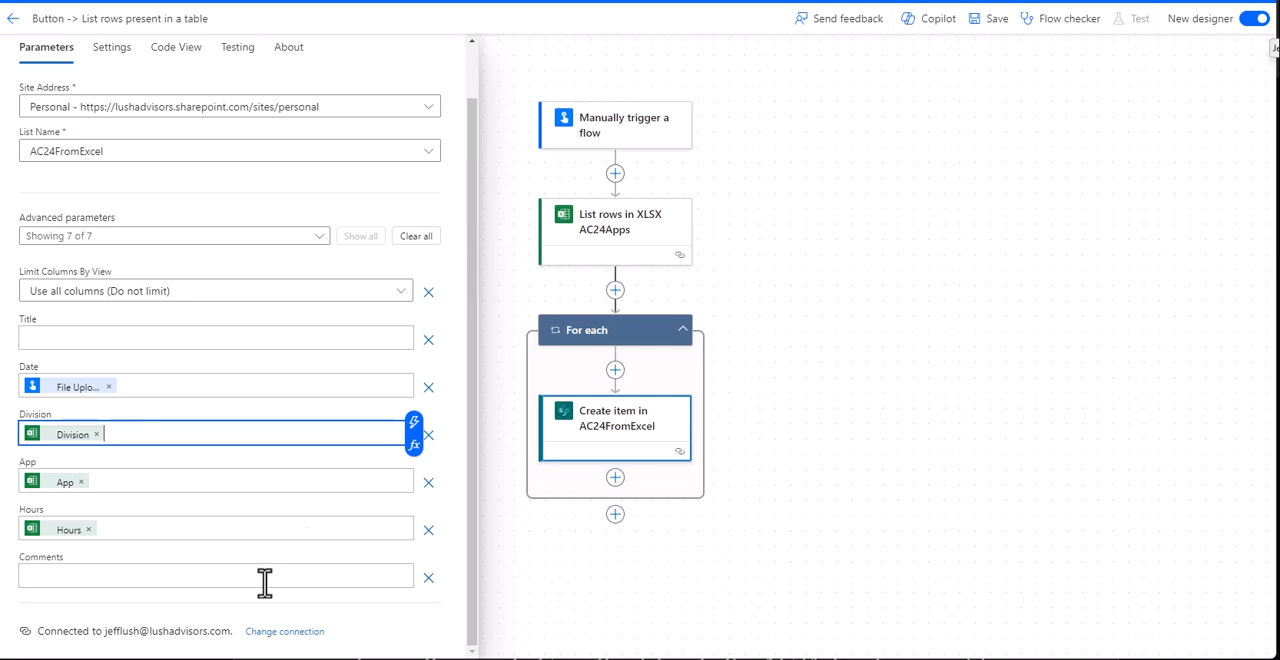 Button -> List rows present in a table
Send feedback
Copilot
Save
Flow checker
Test
New designer
Parameters
Settings
Code View
Testing
About
Site Address *
Personal - https://lushadvisors.sharepoint.com/sites/personal
List Name *
AC24FromExcel
Advanced parameters
Showing 7 of 7
Show all
Clear all
Limit Columns By View
Use all columns (Do not limit)
Title
Date
File Uplo... ×
Division
Division ×
fx
App
App ×
Hours
Hours ×
Comments
Connected to jefflush@lushadvisors.com.
Change connection
Manually trigger a
flow
List rows in XLSX
AC24Apps
For each
Create item in
AC24FromExcel